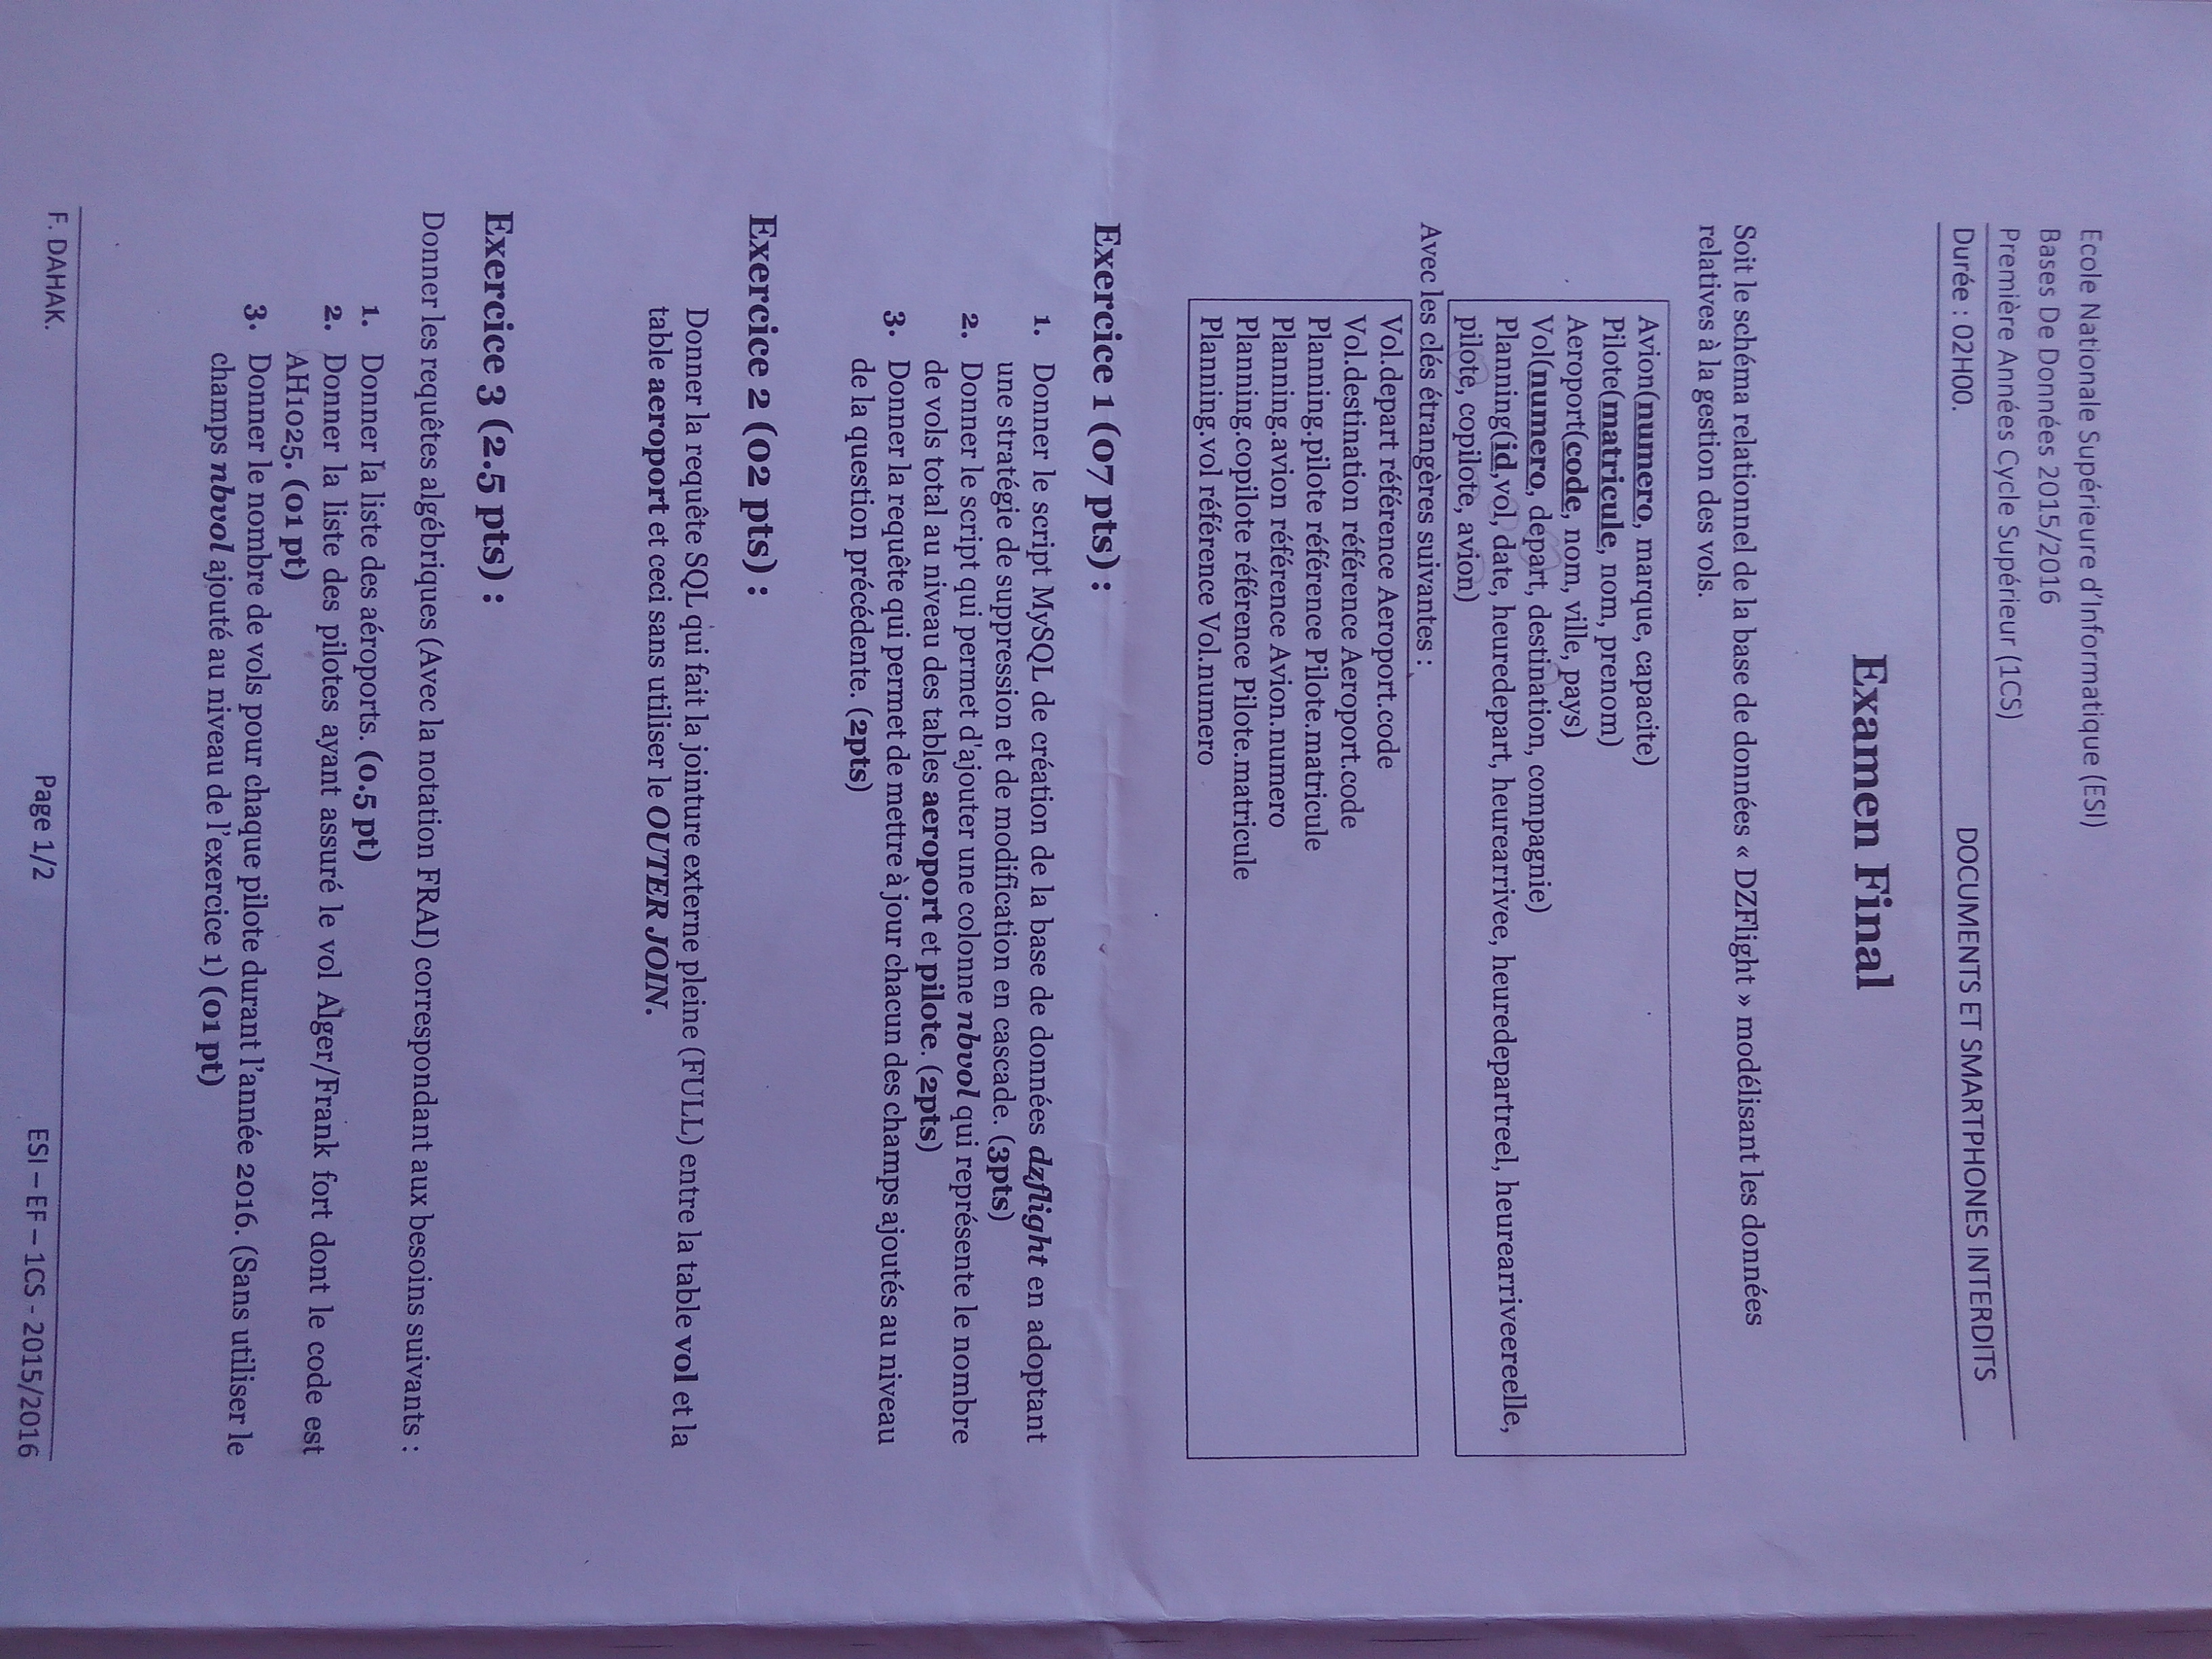 Ecole Nationale Supérieure d'Informatique (ESI)
Bases De Données 2015/2016
Première Années Cycle Supérieur (1CS)
Durée : 02H00. DOCUMENTS ET SMARTPHONES INTERDITS
Examen Final
Soit le schéma relationnel de la base de données « DZFlight » modélisant les données
relatives à la gestion des vols.
Avion(numero, marque, capacite)
Pilote(matricule, nom, prenom)
Aeroport(code, nom, ville, pays)
Vol(numero, depart, destination, compagnie)
Planning(id,vol, date, heuredepart, heurearrivee, heuredepartreel, heurearriveereelle,
pilote, copilote, avion)
Avec les clés étrangères suivantes :
Vol.depart référence Aeroport.code
Vol.destination référence Aeroport.code
Planning.pilote référence Pilote.matricule
Planning.avion référence Avion.numero
Planning.copilote référence Pilote.matricule
Planning.vol référence Vol.numero
Exercice 1 (07 pts) :
1. Donner le script MySQL de création de la base de données dzflight en adoptant
une stratégie de suppression et de modification en cascade. (3pts)
2. Donner le script qui permet d'ajouter une colonne nbvol qui représente le nombre
de vols total au niveau des tables aeroport et pilote. (2pts)
3. Donner la requête qui permet de mettre à jour chacun des champs ajoutés au niveau
de la question précédente. (2pts)
Exercice 2 (02 pts) :
Donner la requête SQL qui fait la jointure externe pleine (FULL) entre la table vol et la
table aeroport et ceci sans utiliser le OUTER JOIN.
Exercice 3 (2.5 pts) :
Donner les requêtes algébriques (Avec la notation FRAI) correspondant aux besoins suivants :
1. Donner la liste des aéroports. (0.5 pt)
2. Donner la liste des pilotes ayant assuré le vol Alger/Frank fort dont le code est
AH1025. (01 pt)
3. Donner le nombre de vols pour chaque pilote durant l'année 2016. (Sans utiliser le
champs nbvol ajouté au niveau de l'exercice 1) (01 pt)
F. DAHAK. Page 1/2 ESI – EF – 1CS - 2015/2016